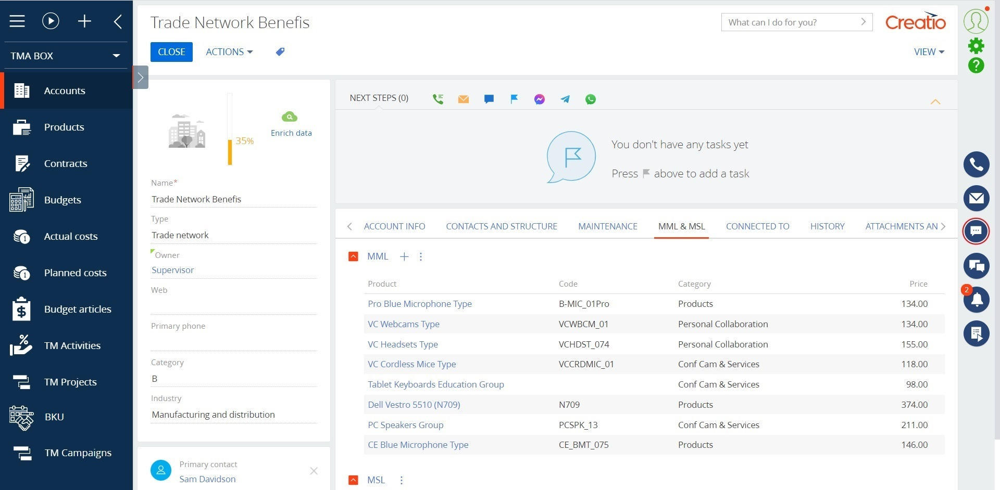 Trade Network Benefis
What can I do for you?
Creatio
CLOSE
ACTIONS
VIEW
TMA BOX
Accounts
Products
Contracts
Budgets
Actual costs
Planned costs
Budget articles
TM Activities
TM Projects
BKU
TM Campaigns
35%
Enrich data
Name*
Trade Network Benefis
Type
Trade network
Owner
Supervisor
Web
Primary phone
Category
B
Industry
Manufacturing and distribution
Primary contact
Sam Davidson
NEXT STEPS (0)
You don't have any tasks yet
Press above to add a task
ACCOUNT INFO CONTACTS AND STRUCTURE MAINTENANCE MML & MSL CONNECTED TO HISTORY ATTACHMENTS AN
MML
Product Code Category Price
Pro Blue Microphone Type B-MIC_01Pro Products 134.00
VC Webcams Type VCWBCM_01 Personal Collaboration 134.00
VC Headsets Type VCHDST_074 Personal Collaboration 155.00
VC Cordless Mice Type VCCRDMIC_01 Conf Cam & Services 118.00
Tablet Keyboards Education Group Conf Cam & Services 98.00
Dell Vestro 5510 (N709) N709 Products 374.00
PC Speakers Group PCSPK_13 Conf Cam & Services 211.00
CE Blue Microphone Type CE_BMT_075 Products 146.00
MSL
?
2